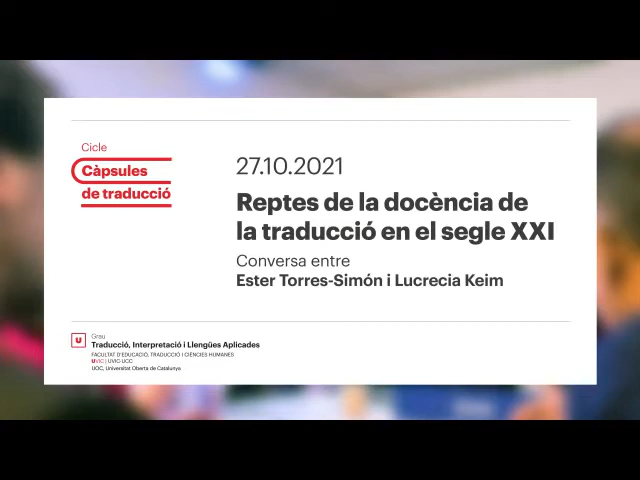 Cicle
Càpsules
de traducció
27.10.2021
Reptes de la docència de
la traducció en el segle XXI
Conversa entre
Ester Torres-Simón i Lucrecia Keim
U
Grau
Traducció, Interpretació i Llengües Aplicades
FACULTAT D'EDUCACIÓ, TRADUCCIÓ I CIÈNCIES HUMANES
UVIC | UVIC·UCC
UOC, Universitat Oberta de Catalunya